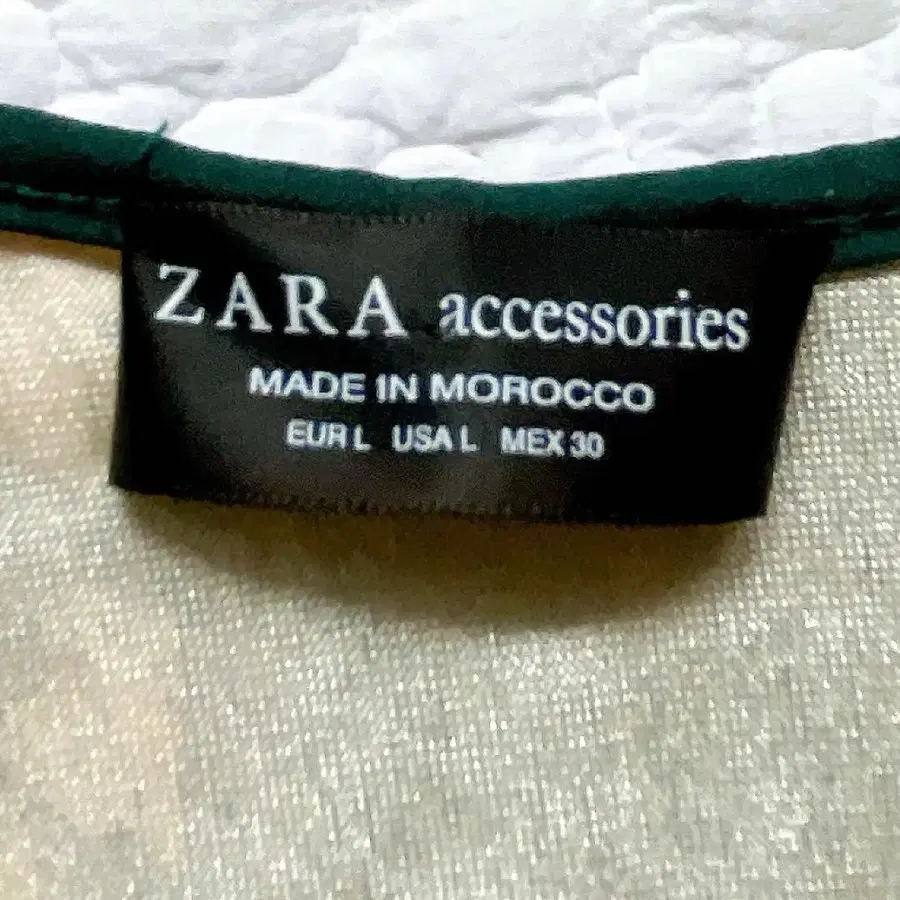 ZARA accessories
MADE IN MOROCCO
EUR L USA L MEX 30